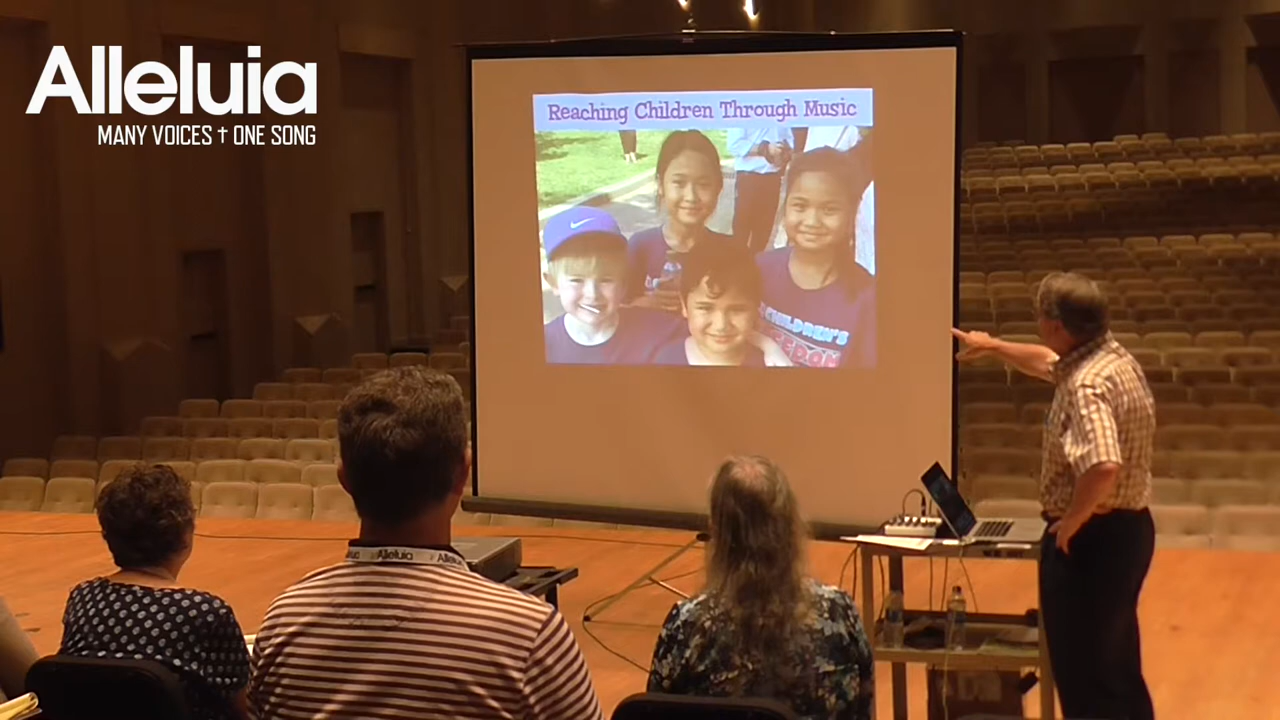 Alleluia
MANY VOICES † ONE SONG
Reaching Children Through Music
CHILDREN'S
FREEDOM
Alleluia